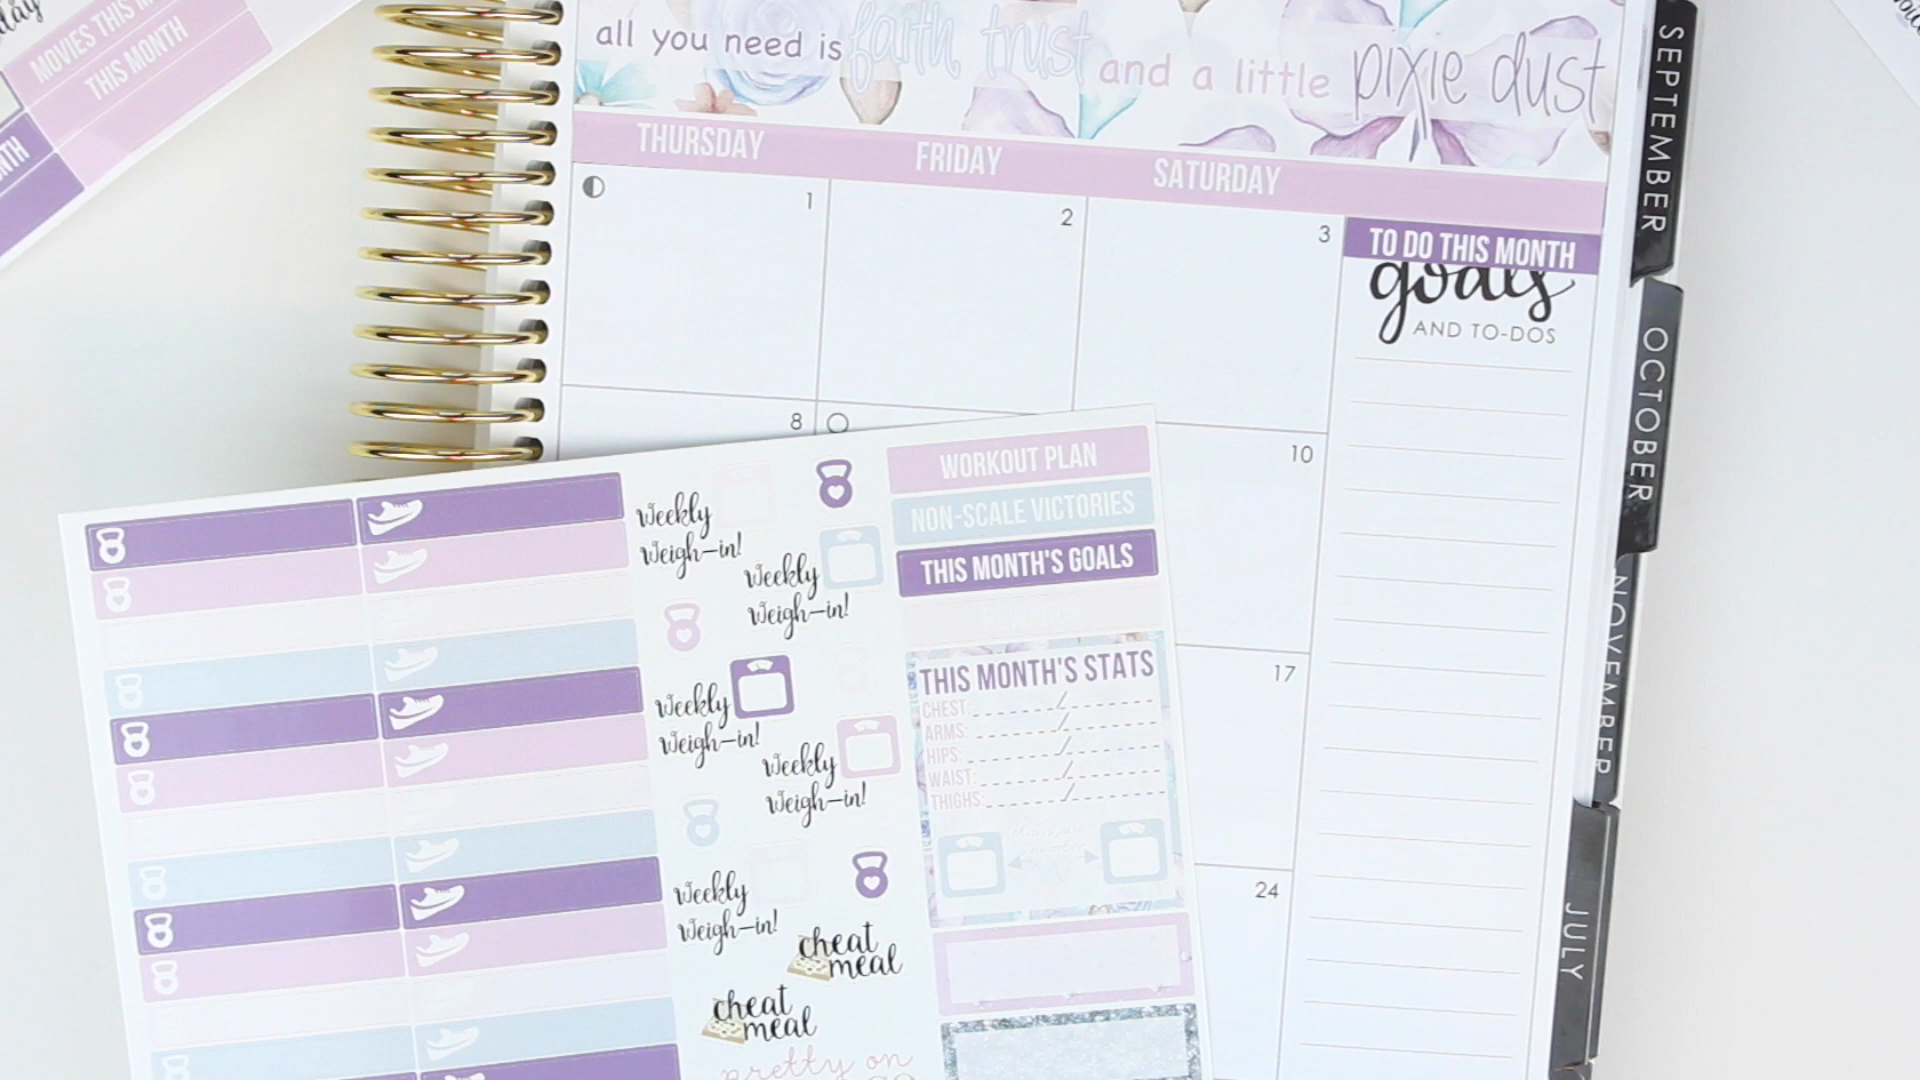 MOVIES THIS M
THIS MONTH
NTH
all you need is faith trust and a little pixie dust
THURSDAY FRIDAY SATURDAY
1 2 3
TO DO THIS MONTH
goals
AND TO-DOS
8
10
17
24
SEPTEMBER
OCTOBER
NOVEMBER
JULY
Weekly
Weigh-in!
Weekly
Weigh-in!
Weekly
Weigh-in!
Weekly
Weigh-in!
Weekly
Weigh-in!
cheat
meal
cheat
meal
pretty on
WORKOUT PLAN
NON-SCALE VICTORIES
THIS MONTH'S GOALS
THIS MONTH'S STATS
CHEST: /
ARMS: /
HIPS: /
WAIST: /
THIGHS: /